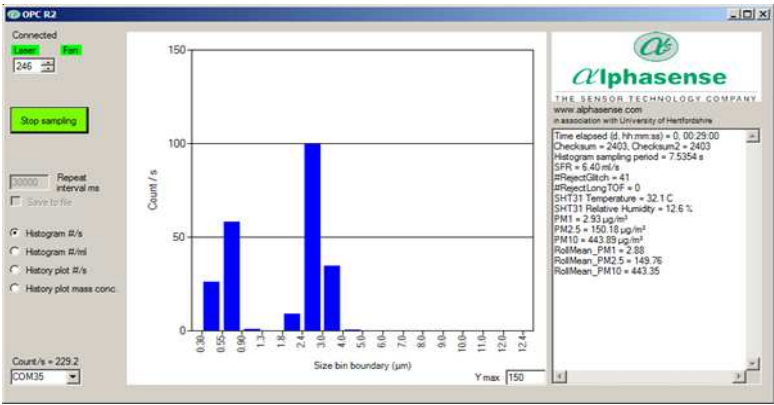 OPC R2
Connected
Laser Fan
246
Stop sampling
30000 Repeat interval ms
Save to file
Histogram #/s
Histogram #/ml
History plot #/s
History plot mass conc.
Count/s = 229.2
COM35
150
100
50
0
Count / s
0.30 0.55 0.90 1.3 1.8 2.4 3.0 4.0 5.0 6.0 7.0 8.0 9.0 10.0 11.0 12.0 12.4
Size bin boundary (µm)
Y max 150
αs
αlphasense
THE SENSOR TECHNOLOGY COMPANY
www.alphasense.com
in association with University of Hertfordshire
Time elapsed (d, hh:mm:ss) = 0, 00:29:00
Checksum = 2403, Checksum2 = 2403
Histogram sampling period = 7.5354 s
SFR = 6.40 ml/s
#RejectGlitch = 41
#RejectLongTOF = 0
SHT31 Temperature = 32.1 C
SHT31 Relative Humidity = 12.6 %
PM1 = 2.93 µg/m³
PM2.5 = 150.18 µg/m³
PM10 = 443.89 µg/m³
RollMean_PM1 = 2.88
RollMean_PM2.5 = 149.76
RollMean_PM10 = 443.35